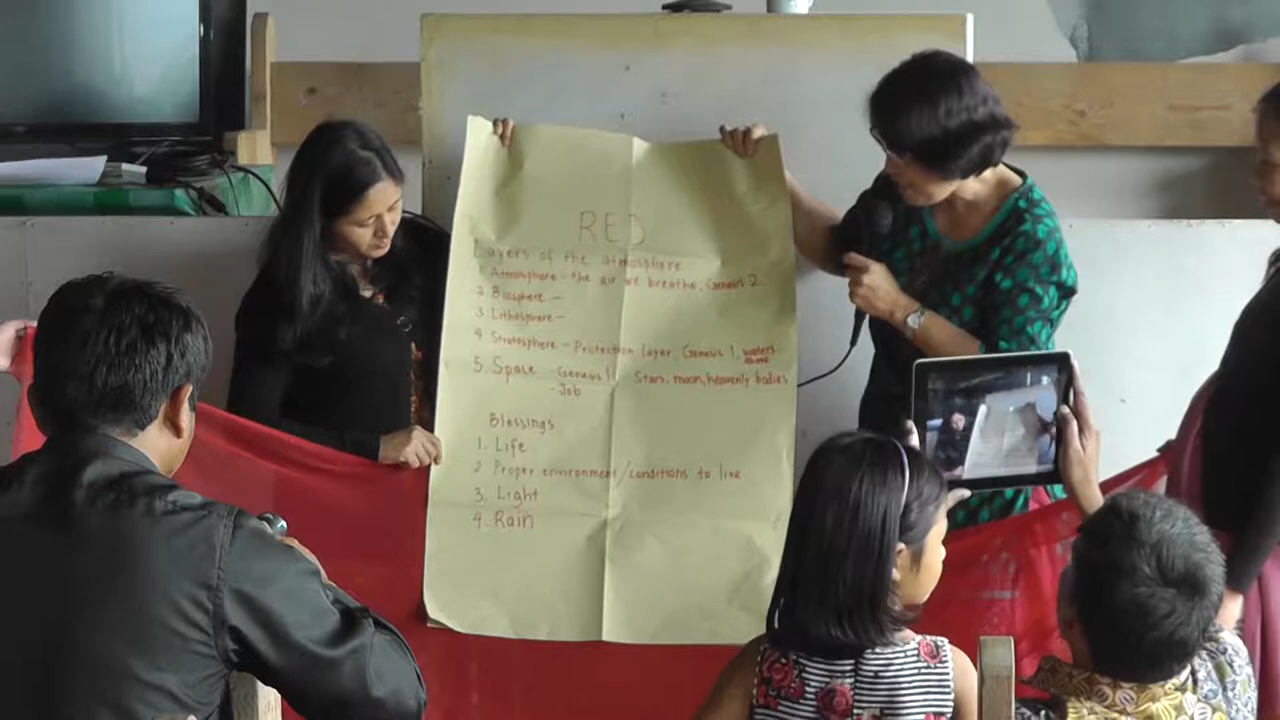 RED
Layers of the atmosphere
1. Atmosphere - the air we breathe, Genesis 2
2. Biosphere -
3. Lithosphere -
4. Stratosphere - Protection layer, Genesis 1, waters above
5. Space Genesis 1 Stars, moon, heavenly bodies
- Job
Blessings
1. Life
2 Proper environment/conditions to live
3. Light
4. Rain